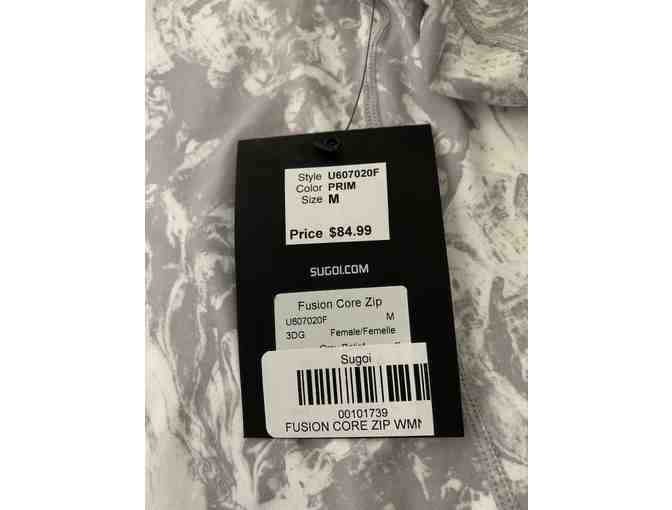 Style U607020F
Color PRIM
Size M
Price $84.99
SUGOI.COM
Fusion Core Zip
U607020F M
3DG Female/Femelle
Sugoi
00101739
FUSION CORE ZIP WMN